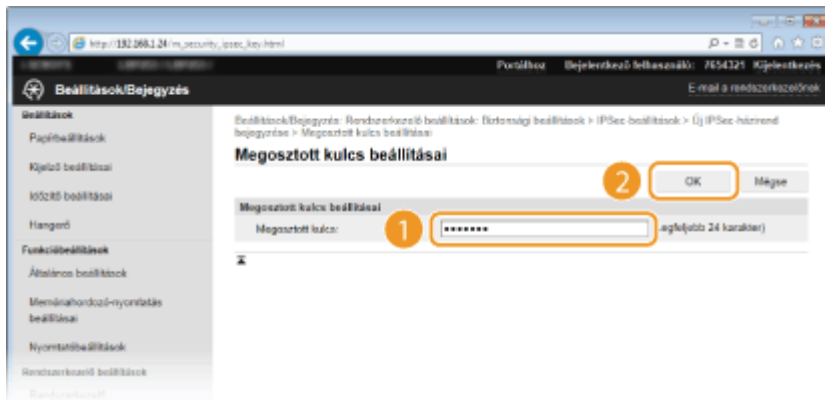 http://192.168.1.24/m_security_ipsec_key.html
Portálhoz Bejelentkező felhasználó: 7654321 Kijelentkezés
Beállítások/Bejegyzés
E-mail a rendszerkezelőnek
Beállítások
Papírbeállítások
Kijelző beállításai
Időzítő beállításai
Hangerő
Funkcióbeállítások
Általános beállítások
Memóriahordozó-nyomtatás
beállításai
Nyomtatóbeállítások
Rendszerkezelő beállítások
Beállítások/Bejegyzés: Rendszerkezelő beállítások: Biztonsági beállítások > IPSec-beállítások > Új IPSec-házirend
bejegyzése > Megosztott kulcs beállításai
Megosztott kulcs beállításai
2
OK Mégse
Megosztott kulcs beállításai
Megosztott kulcs:
1
•••••••
legfeljebb 24 karakter)